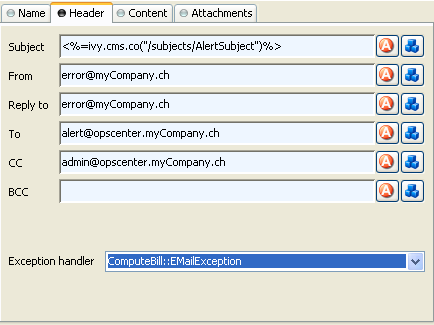 Name Header Content Attachments
Subject <%=ivy.cms.co("/subjects/AlertSubject")%> A
From error@myCompany.ch A
Reply to error@myCompany.ch A
To alert@opscenter.myCompany.ch A
CC admin@opscenter.myCompany.ch A
BCC A
Exception handler ComputeBill::EMailException